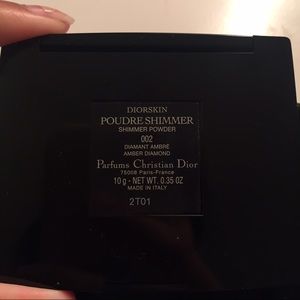 DIORSKIN
POUDRE SHIMMER
SHIMMER POWDER
002
DIAMANT AMBRÉ
AMBER DIAMOND
Parfums Christian Dior
75008 Paris-France
10 g - NET WT. 0.35 OZ
MADE IN ITALY
2T01